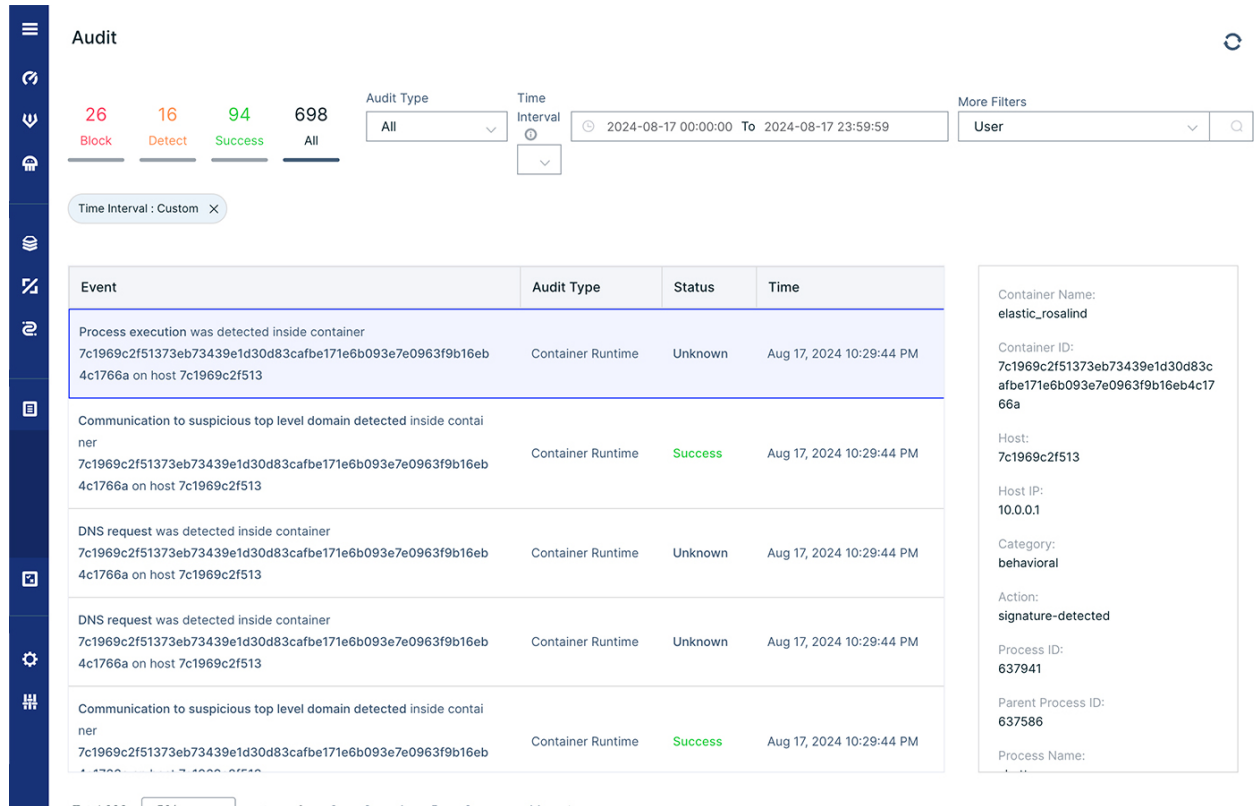 Audit
26
Block
16
Detect
94
Success
698
All
Audit Type
All
Time
Interval
2024-08-17 00:00:00 To 2024-08-17 23:59:59
More Filters
User
Time Interval : Custom
Event Audit Type Status Time
Process execution was detected inside container
7c1969c2f51373eb73439e1d30d83cafbe171e6b093e7e0963f9b16eb
4c1766a on host 7c1969c2f513
Container Runtime Unknown Aug 17, 2024 10:29:44 PM
Communication to suspicious top level domain detected inside contai
ner
7c1969c2f51373eb73439e1d30d83cafbe171e6b093e7e0963f9b16eb
4c1766a on host 7c1969c2f513
Container Runtime Success Aug 17, 2024 10:29:44 PM
DNS request was detected inside container
7c1969c2f51373eb73439e1d30d83cafbe171e6b093e7e0963f9b16eb
4c1766a on host 7c1969c2f513
Container Runtime Unknown Aug 17, 2024 10:29:44 PM
DNS request was detected inside container
7c1969c2f51373eb73439e1d30d83cafbe171e6b093e7e0963f9b16eb
4c1766a on host 7c1969c2f513
Container Runtime Unknown Aug 17, 2024 10:29:44 PM
Communication to suspicious top level domain detected inside contai
ner
7c1969c2f51373eb73439e1d30d83cafbe171e6b093e7e0963f9b16eb
Container Runtime Success Aug 17, 2024 10:29:44 PM
Container Name:
elastic_rosalind
Container ID:
7c1969c2f51373eb73439e1d30d83c
afbe171e6b093e7e0963f9b16eb4c17
66a
Host:
7c1969c2f513
Host IP:
10.0.0.1
Category:
behavioral
Action:
signature-detected
Process ID:
637941
Parent Process ID:
637586
Process Name: